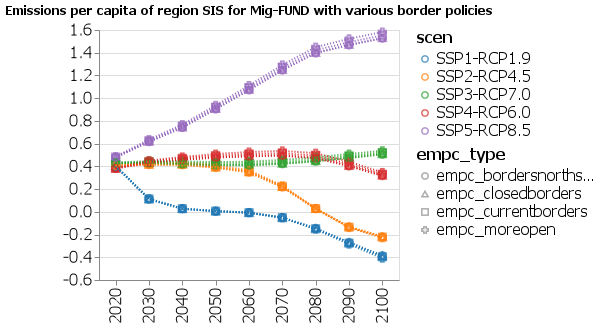 Emissions per capita of region SIS for Mig-FUND with various border policies
1.6
1.4
1.2
1.0
0.8
0.6
0.4
0.2
0.0
-0.2
-0.4
-0.6
2020
2030
2040
2050
2060
2070
2080
2090
2100
scen
SSP1-RCP1.9
SSP2-RCP4.5
SSP3-RCP7.0
SSP4-RCP6.0
SSP5-RCP8.5
empc_type
empc_bordersnorths...
empc_closedborders
empc_currentborders
empc_moreopen